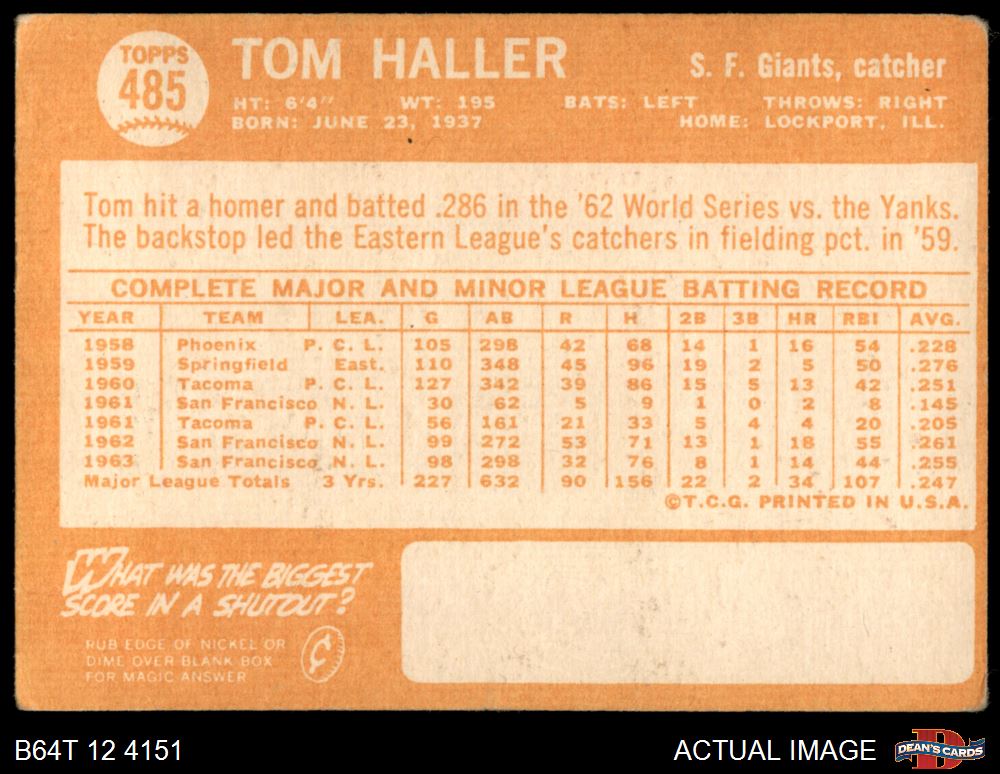 TOPPS
485
TOM HALLER
S. F. Giants, catcher
HT: 6'4" WT: 195 BATS: LEFT THROWS: RIGHT
BORN: JUNE 23, 1937 HOME: LOCKPORT, ILL.
Tom hit a homer and batted .286 in the '62 World Series vs. the Yanks.
The backstop led the Eastern League's catchers in fielding pct. in '59.
COMPLETE MAJOR AND MINOR LEAGUE BATTING RECORD
YEAR TEAM LEA. G AB R H 2B 3B HR RBI AVG.
1958 Phoenix P. C. L. 105 298 42 68 14 1 16 54 .228
1959 Springfield East. 110 348 45 96 19 2 5 50 .276
1960 Tacoma P. C. L. 127 342 39 86 15 5 13 42 .251
1961 San Francisco N. L. 30 62 5 9 1 0 2 8 .145
1961 Tacoma P. C. L. 56 161 21 33 5 4 4 20 .205
1962 San Francisco N. L. 99 272 53 71 13 1 18 55 .261
1963 San Francisco N. L. 98 298 32 76 8 1 14 44 .255
Major League Totals 3 Yrs. 227 632 90 156 22 2 34 107 .247
©T.C.G. PRINTED IN U.S.A.
WHAT WAS THE BIGGEST
SCORE IN A SHUTOUT?
RUB EDGE OF NICKEL OR
DIME OVER BLANK BOX
FOR MAGIC ANSWER
B64T 12 4151
ACTUAL IMAGE
DEAN'S CARDS